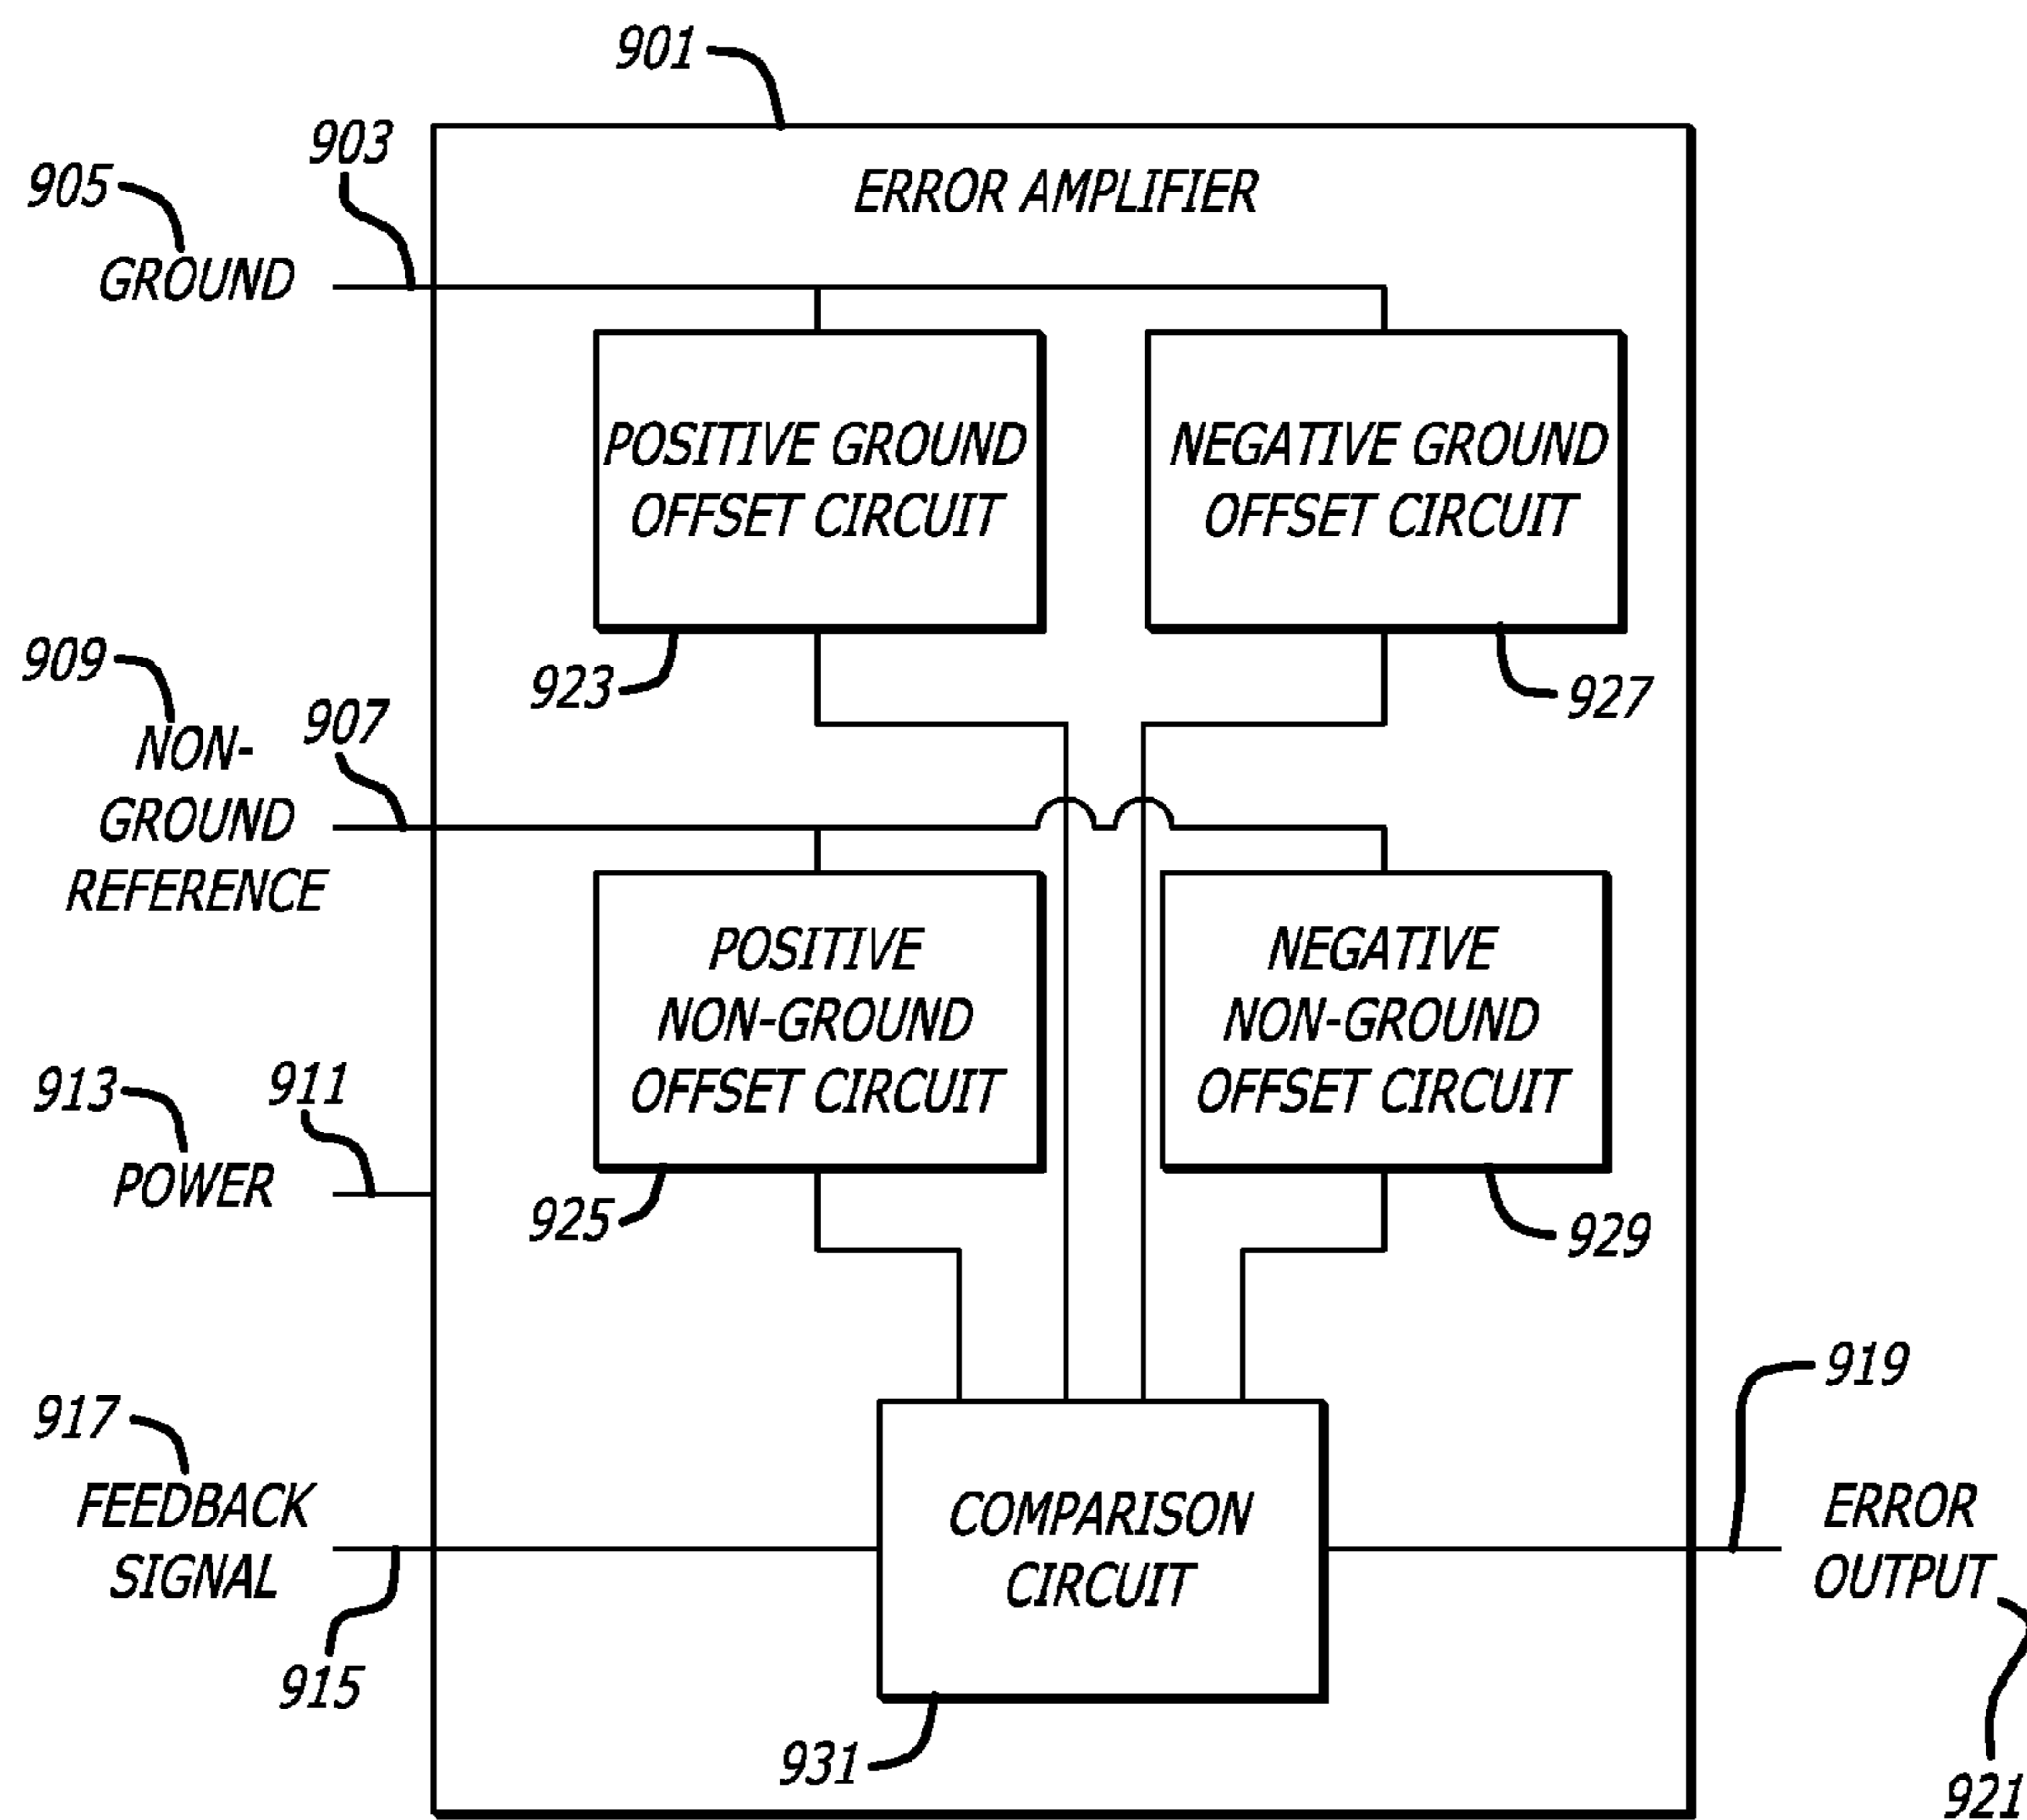 901
903
905
ERROR AMPLIFIER
GROUND
POSITIVE GROUND
OFFSET CIRCUIT
NEGATIVE GROUND
OFFSET CIRCUIT
923
927
909
907
NON-
GROUND
REFERENCE
POSITIVE
NON-GROUND
OFFSET CIRCUIT
NEGATIVE
NON-GROUND
OFFSET CIRCUIT
913
911
POWER
925
929
917
919
FEEDBACK
SIGNAL
COMPARISON
CIRCUIT
ERROR
OUTPUT
915
931
921